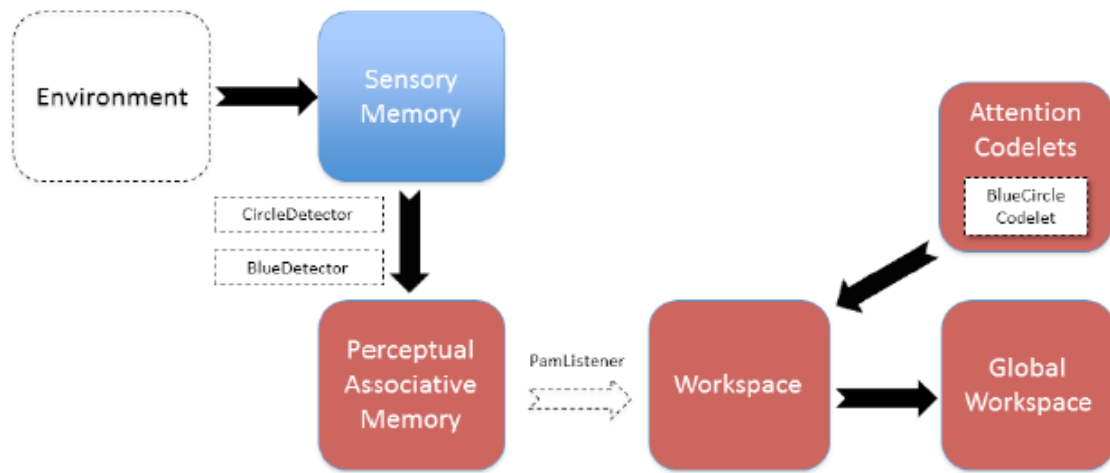 Environment
Sensory
Memory
Attention
Codelets
BlueCircle
Codelet
CircleDetector
BlueDetector
Perceptual
Associative
Memory
PamListener
Workspace
Global
Workspace